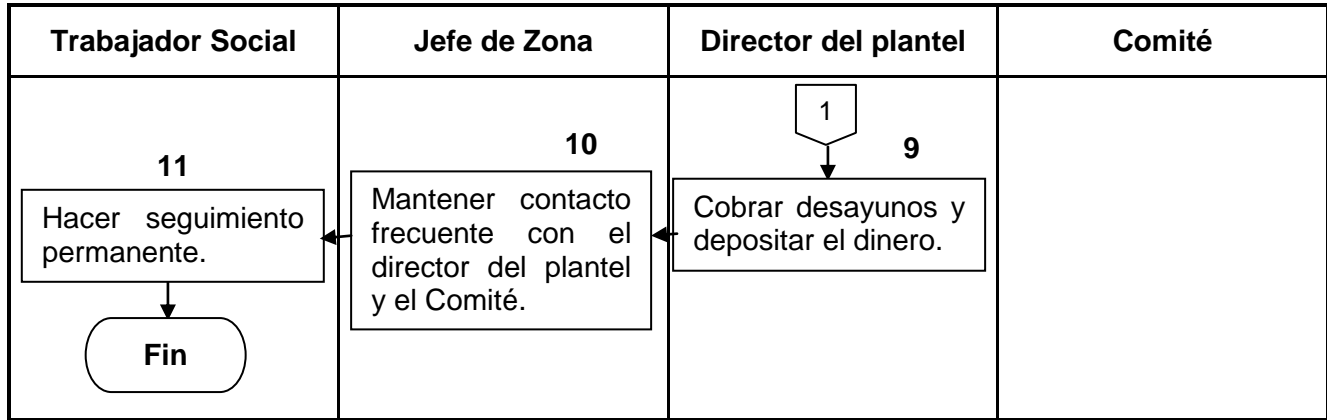 Trabajador Social
Jefe de Zona
Director del plantel
Comité
1
9
Cobrar desayunos y
depositar el dinero.
10
Mantener contacto
frecuente con el
director del plantel
y el Comité.
11
Hacer seguimiento
permanente.
Fin